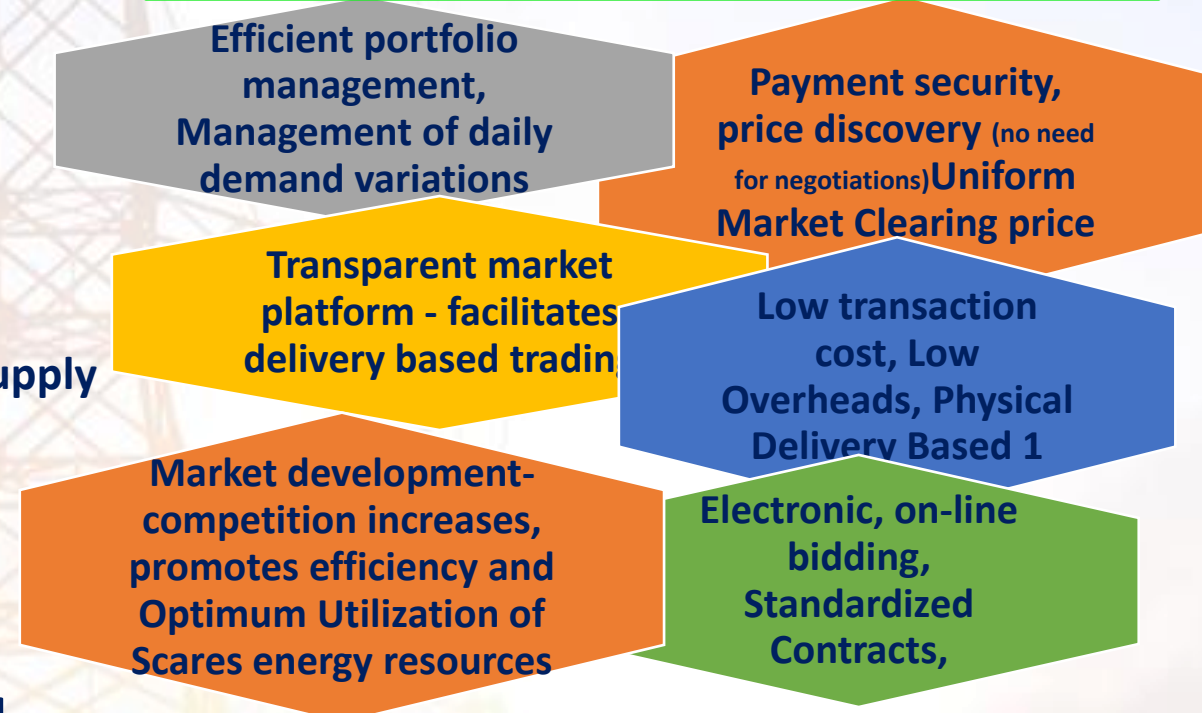 Efficient portfolio
management,
Management of daily
demand variations
Payment security,
price discovery (no need
for negotiations)Uniform
Market Clearing price
Transparent market
platform - facilitates
delivery based trading
upply
Low transaction
cost, Low
Overheads, Physical
Delivery Based 1
Market development-
competition increases,
promotes efficiency and
Optimum Utilization of
Scares energy resources
Electronic, on-line
bidding,
Standardized
Contracts,